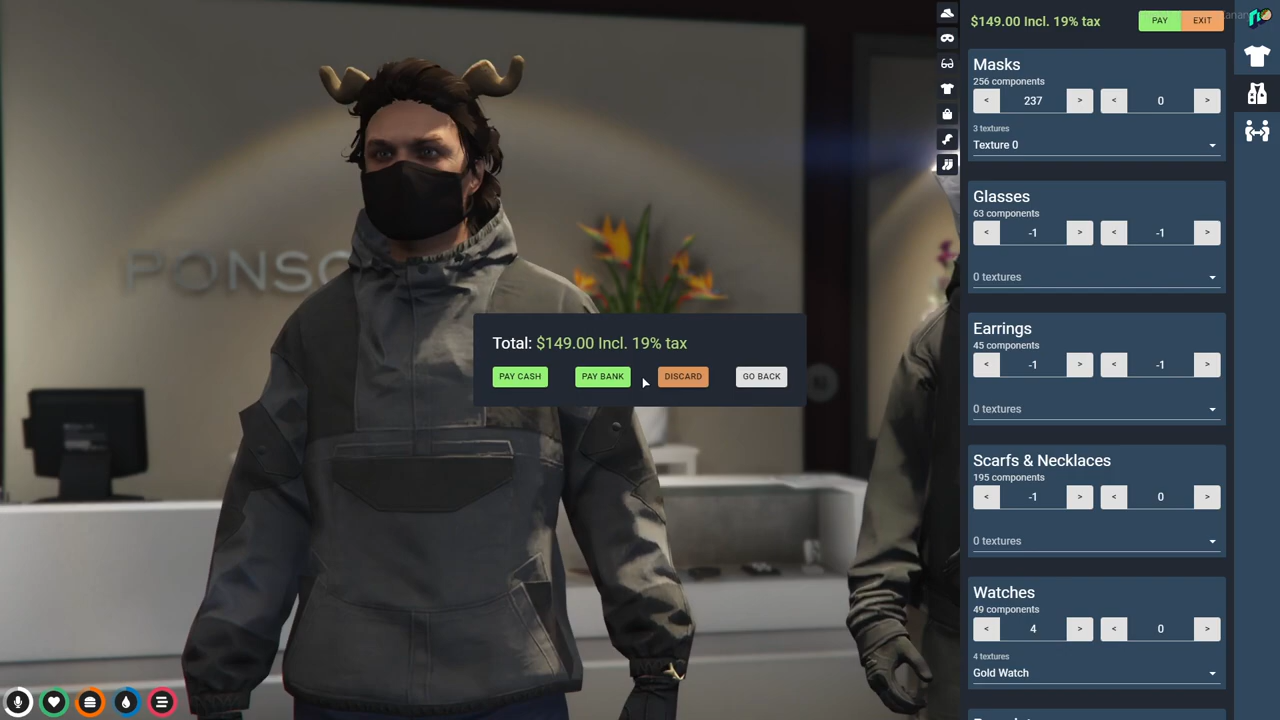 $149.00 Incl. 19% tax
PAY
EXIT
Masks
256 components
< 237 > < 0 >
3 textures
Texture 0
Glasses
63 components
< -1 > < -1 >
0 textures
Earrings
45 components
< -1 > < -1 >
0 textures
Scarfs & Necklaces
195 components
< -1 > < 0 >
0 textures
Watches
49 components
< 4 > < 0 >
4 textures
Gold Watch
PONSO
Total: $149.00 Incl. 19% tax
PAY CASH
PAY BANK
DISCARD
GO BACK